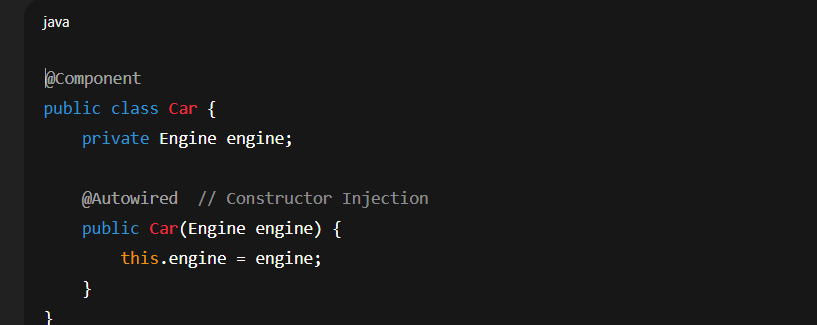 java
@Component
public class Car {
private Engine engine;
@Autowired  // Constructor Injection
public Car(Engine engine) {
this.engine = engine;
}
}